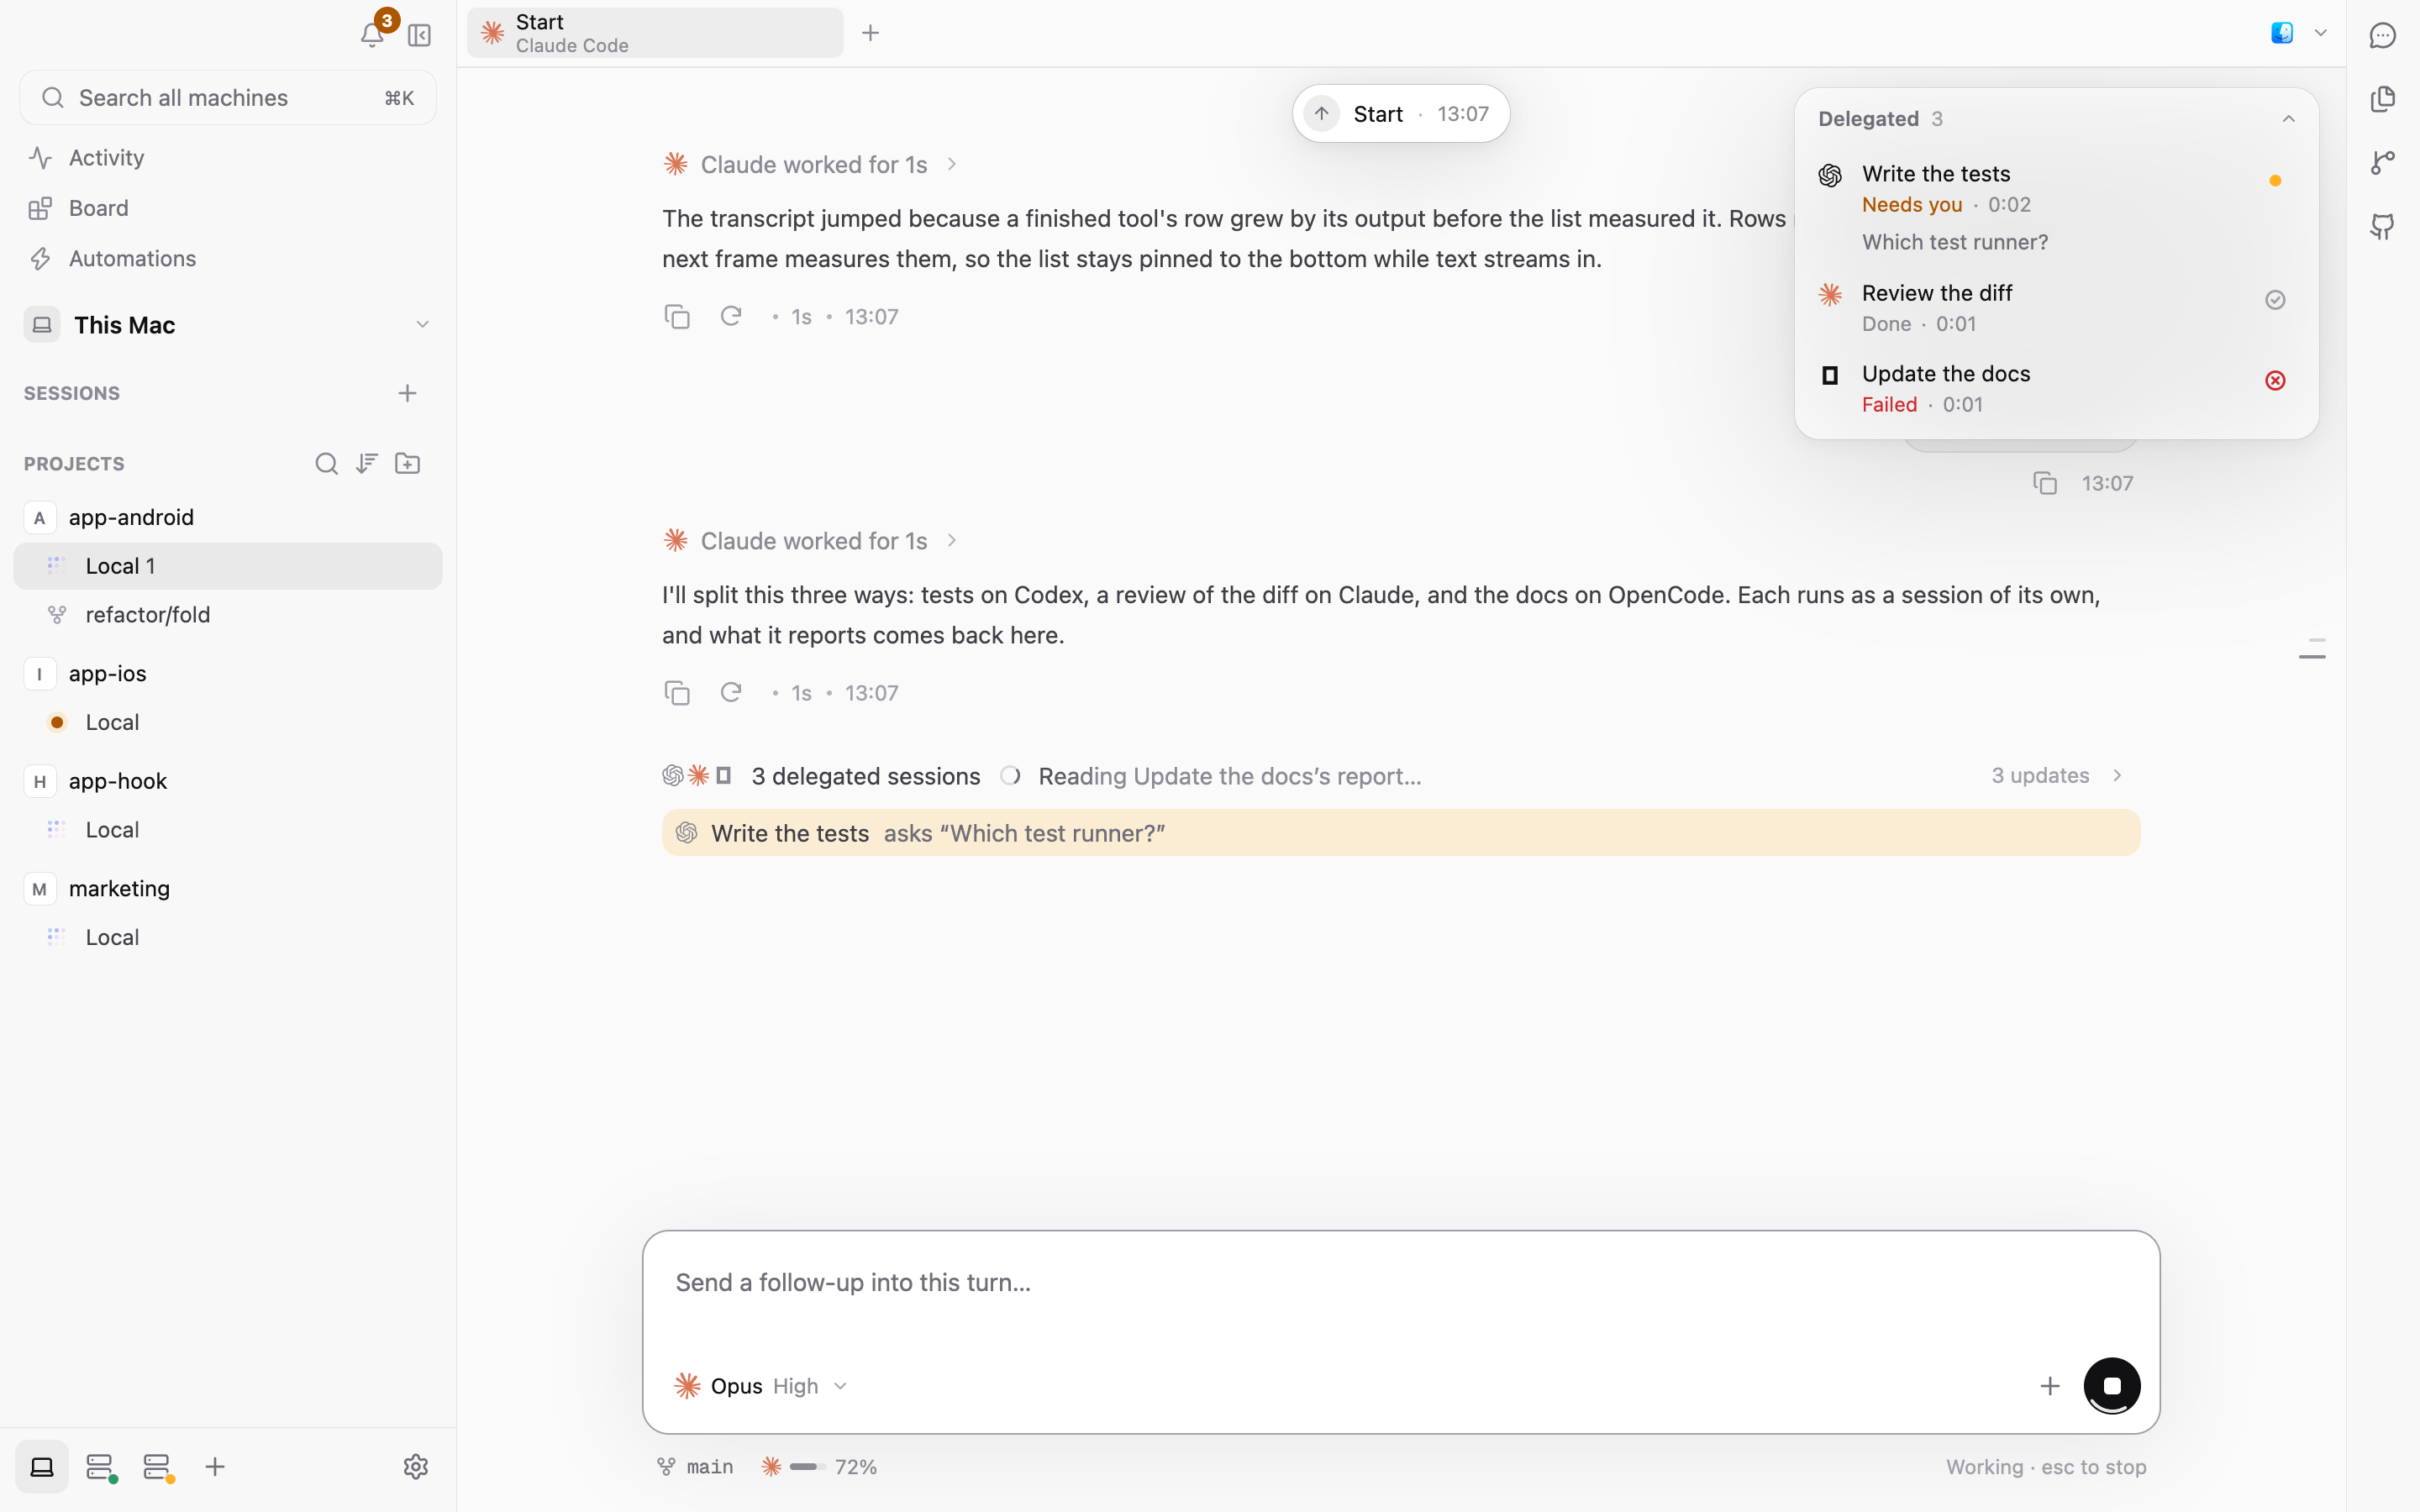 3
Search all machines ⌘K
Activity
Board
Automations
This Mac
SESSIONS
PROJECTS
A app-android
Local 1
refactor/fold
I app-ios
Local
H app-hook
Local
M marketing
Local
Start
Claude Code
Start · 13:07
Claude worked for 1s
The transcript jumped because a finished tool's row grew by its output before the list measured it. Rows
next frame measures them, so the list stays pinned to the bottom while text streams in.
• 1s • 13:07
13:07
Claude worked for 1s
I'll split this three ways: tests on Codex, a review of the diff on Claude, and the docs on OpenCode. Each runs as a session of its own,
and what it reports comes back here.
• 1s • 13:07
3 delegated sessions Reading Update the docs’s report... 3 updates
Write the tests asks “Which test runner?”
Delegated 3
Write the tests
Needs you · 0:02
Which test runner?
Review the diff
Done · 0:01
Update the docs
Failed · 0:01
Send a follow-up into this turn...
Opus High
main 72%
Working · esc to stop